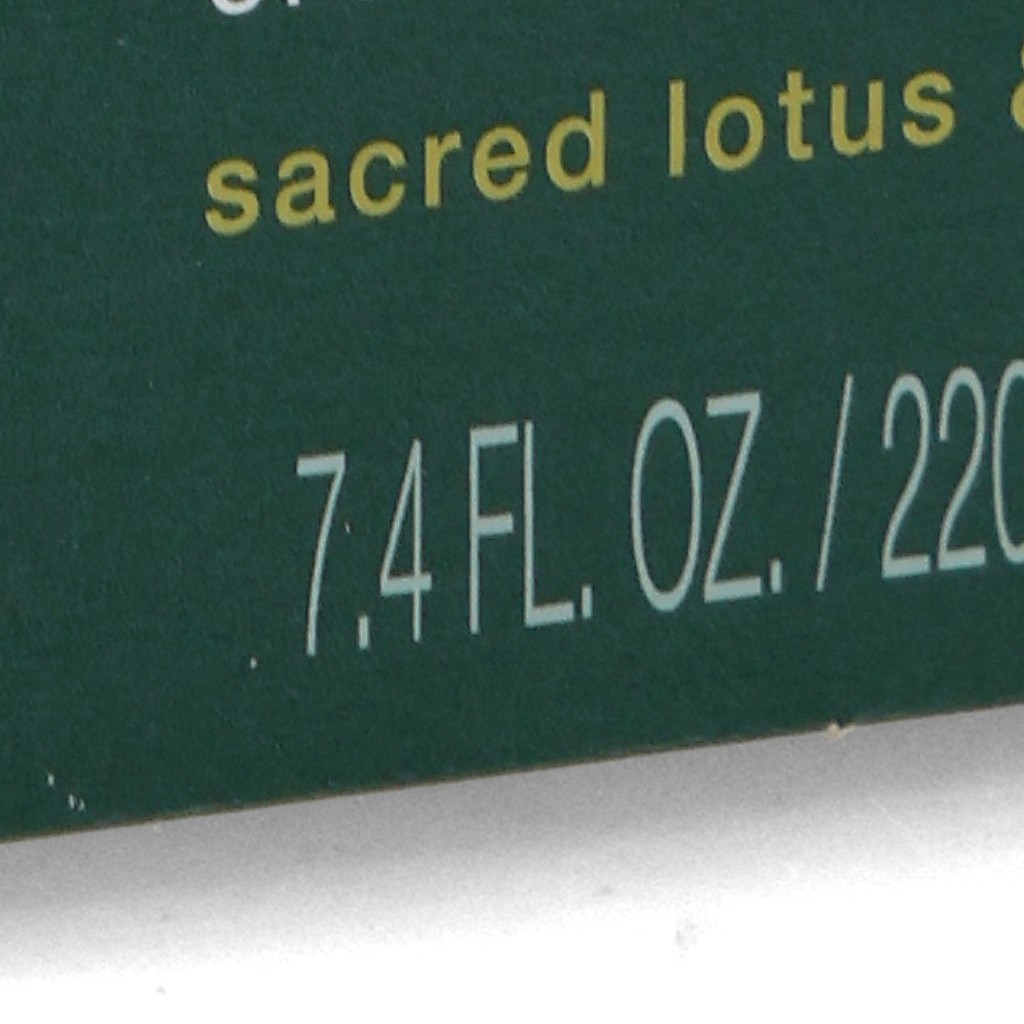 sacred lotus
7.4 FL. OZ. / 220